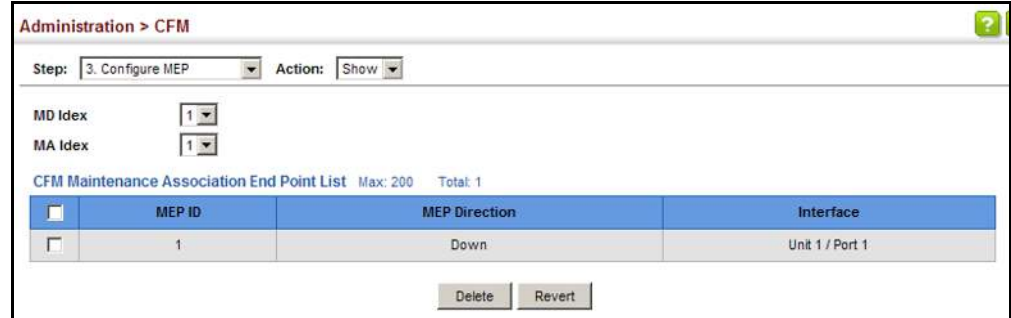 Administration > CFM
?
Step: 3. Configure MEP Action: Show
MD Idex 1
MA Idex 1
CFM Maintenance Association End Point List Max: 200 Total: 1
MEP ID MEP Direction Interface
1 Down Unit 1 / Port 1
Delete Revert